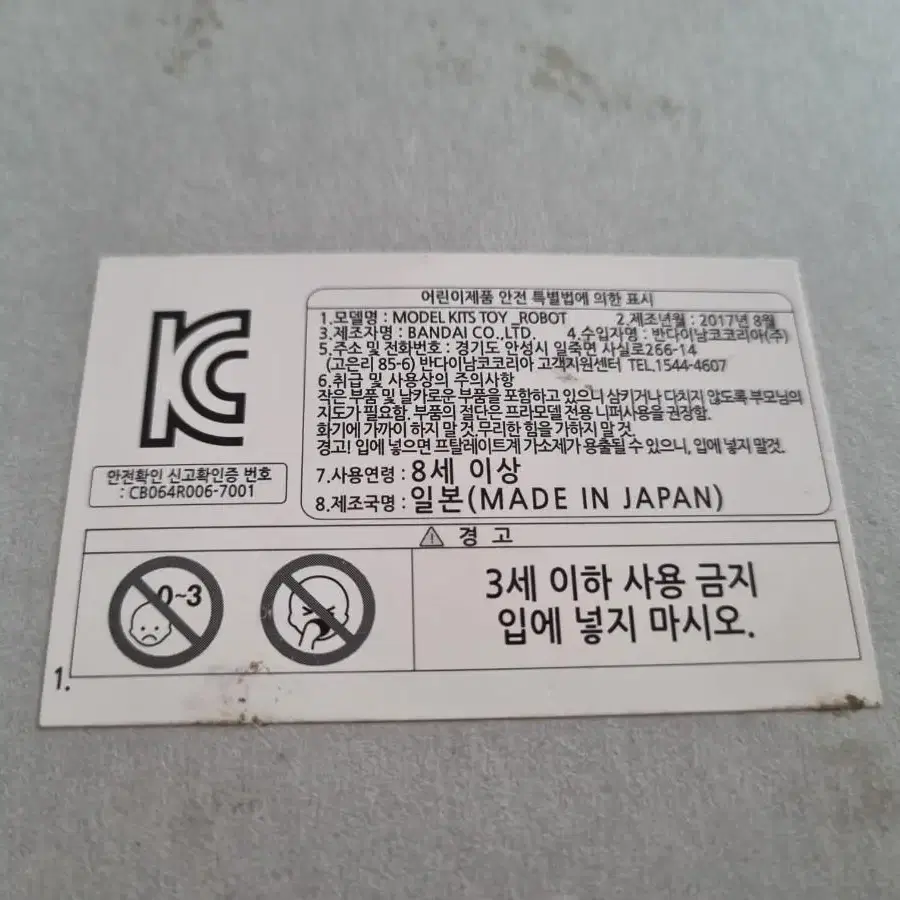 KC
안전확인 신고확인증 번호
: CB064R006-7001
어린이제품 안전 특별법에 의한 표시
1.모델명 : MODEL KITS TOY _ROBOT 2.제조년월 : 2017년 8월
3.제조자명 : BANDAI CO.,LTD. 4 수입자명 : 반다이남코코리아(주)
5.주소 및 전화번호 : 경기도 안성시 일죽면 사실로266-14
(고은리 85-6) 반다이남코코리아 고객지원센터 TEL.1544-4607
6.취급 및 사용상의 주의사항
작은 부품 및 날카로운 부품을 포함하고 있으니 삼키거나 다치지 않도록 부모님의
지도가 필요함. 부품의 절단은 프라모델 전용 니퍼사용을 권장함.
화기에 가까이 하지 말 것. 무리한 힘을 가하지 말 것.
경고! 입에 넣으면 프탈레이트계 가소제가 용출될 수 있으니, 입에 넣지 말것.
7.사용연령 : 8세 이상
8.제조국명 : 일본(MADE IN JAPAN)
⚠ 경 고
0~3
3세 이하 사용 금지
입에 넣지 마시오.
1.